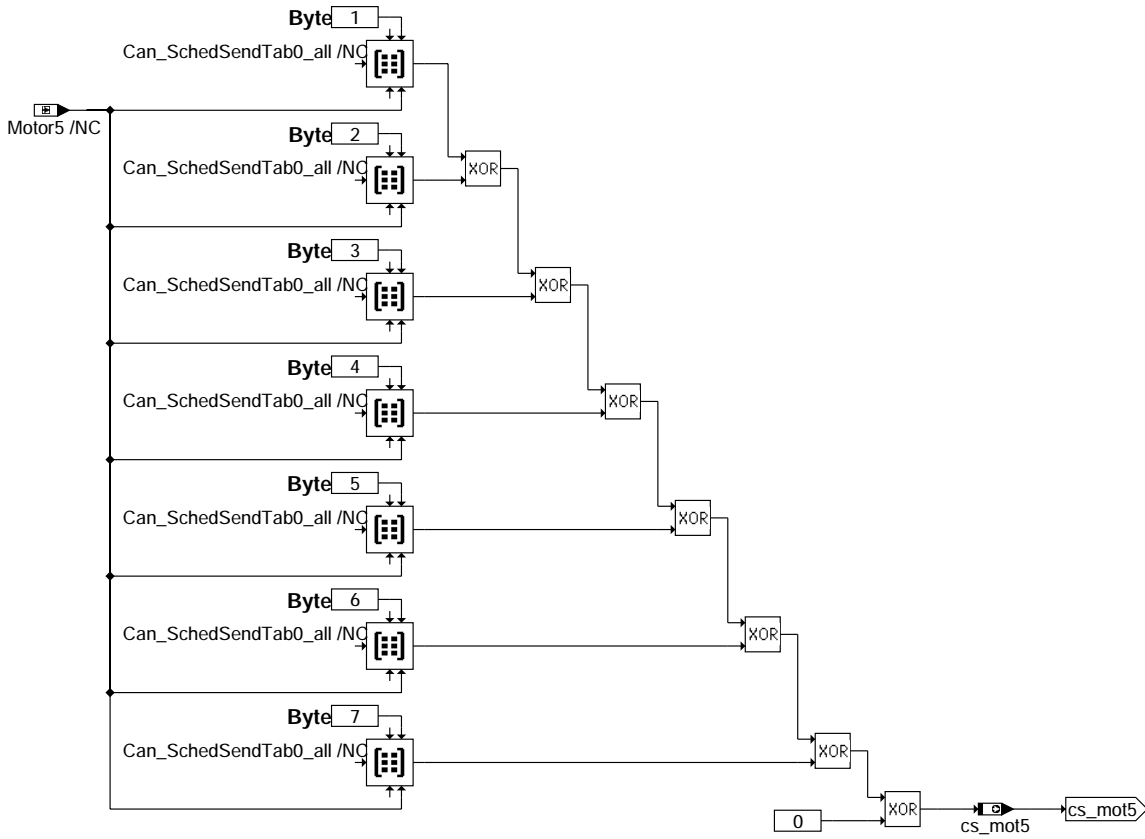 Byte 1
Can_SchedSendTab0_all /NC
Motor5 /NC
Byte 2
Can_SchedSendTab0_all /NC
XOR
Byte 3
Can_SchedSendTab0_all /NC
XOR
Byte 4
Can_SchedSendTab0_all /NC
XOR
Byte 5
Can_SchedSendTab0_all /NC
XOR
Byte 6
Can_SchedSendTab0_all /NC
XOR
Byte 7
Can_SchedSendTab0_all /NC
XOR
0
XOR
cs_mot5
cs_mot5